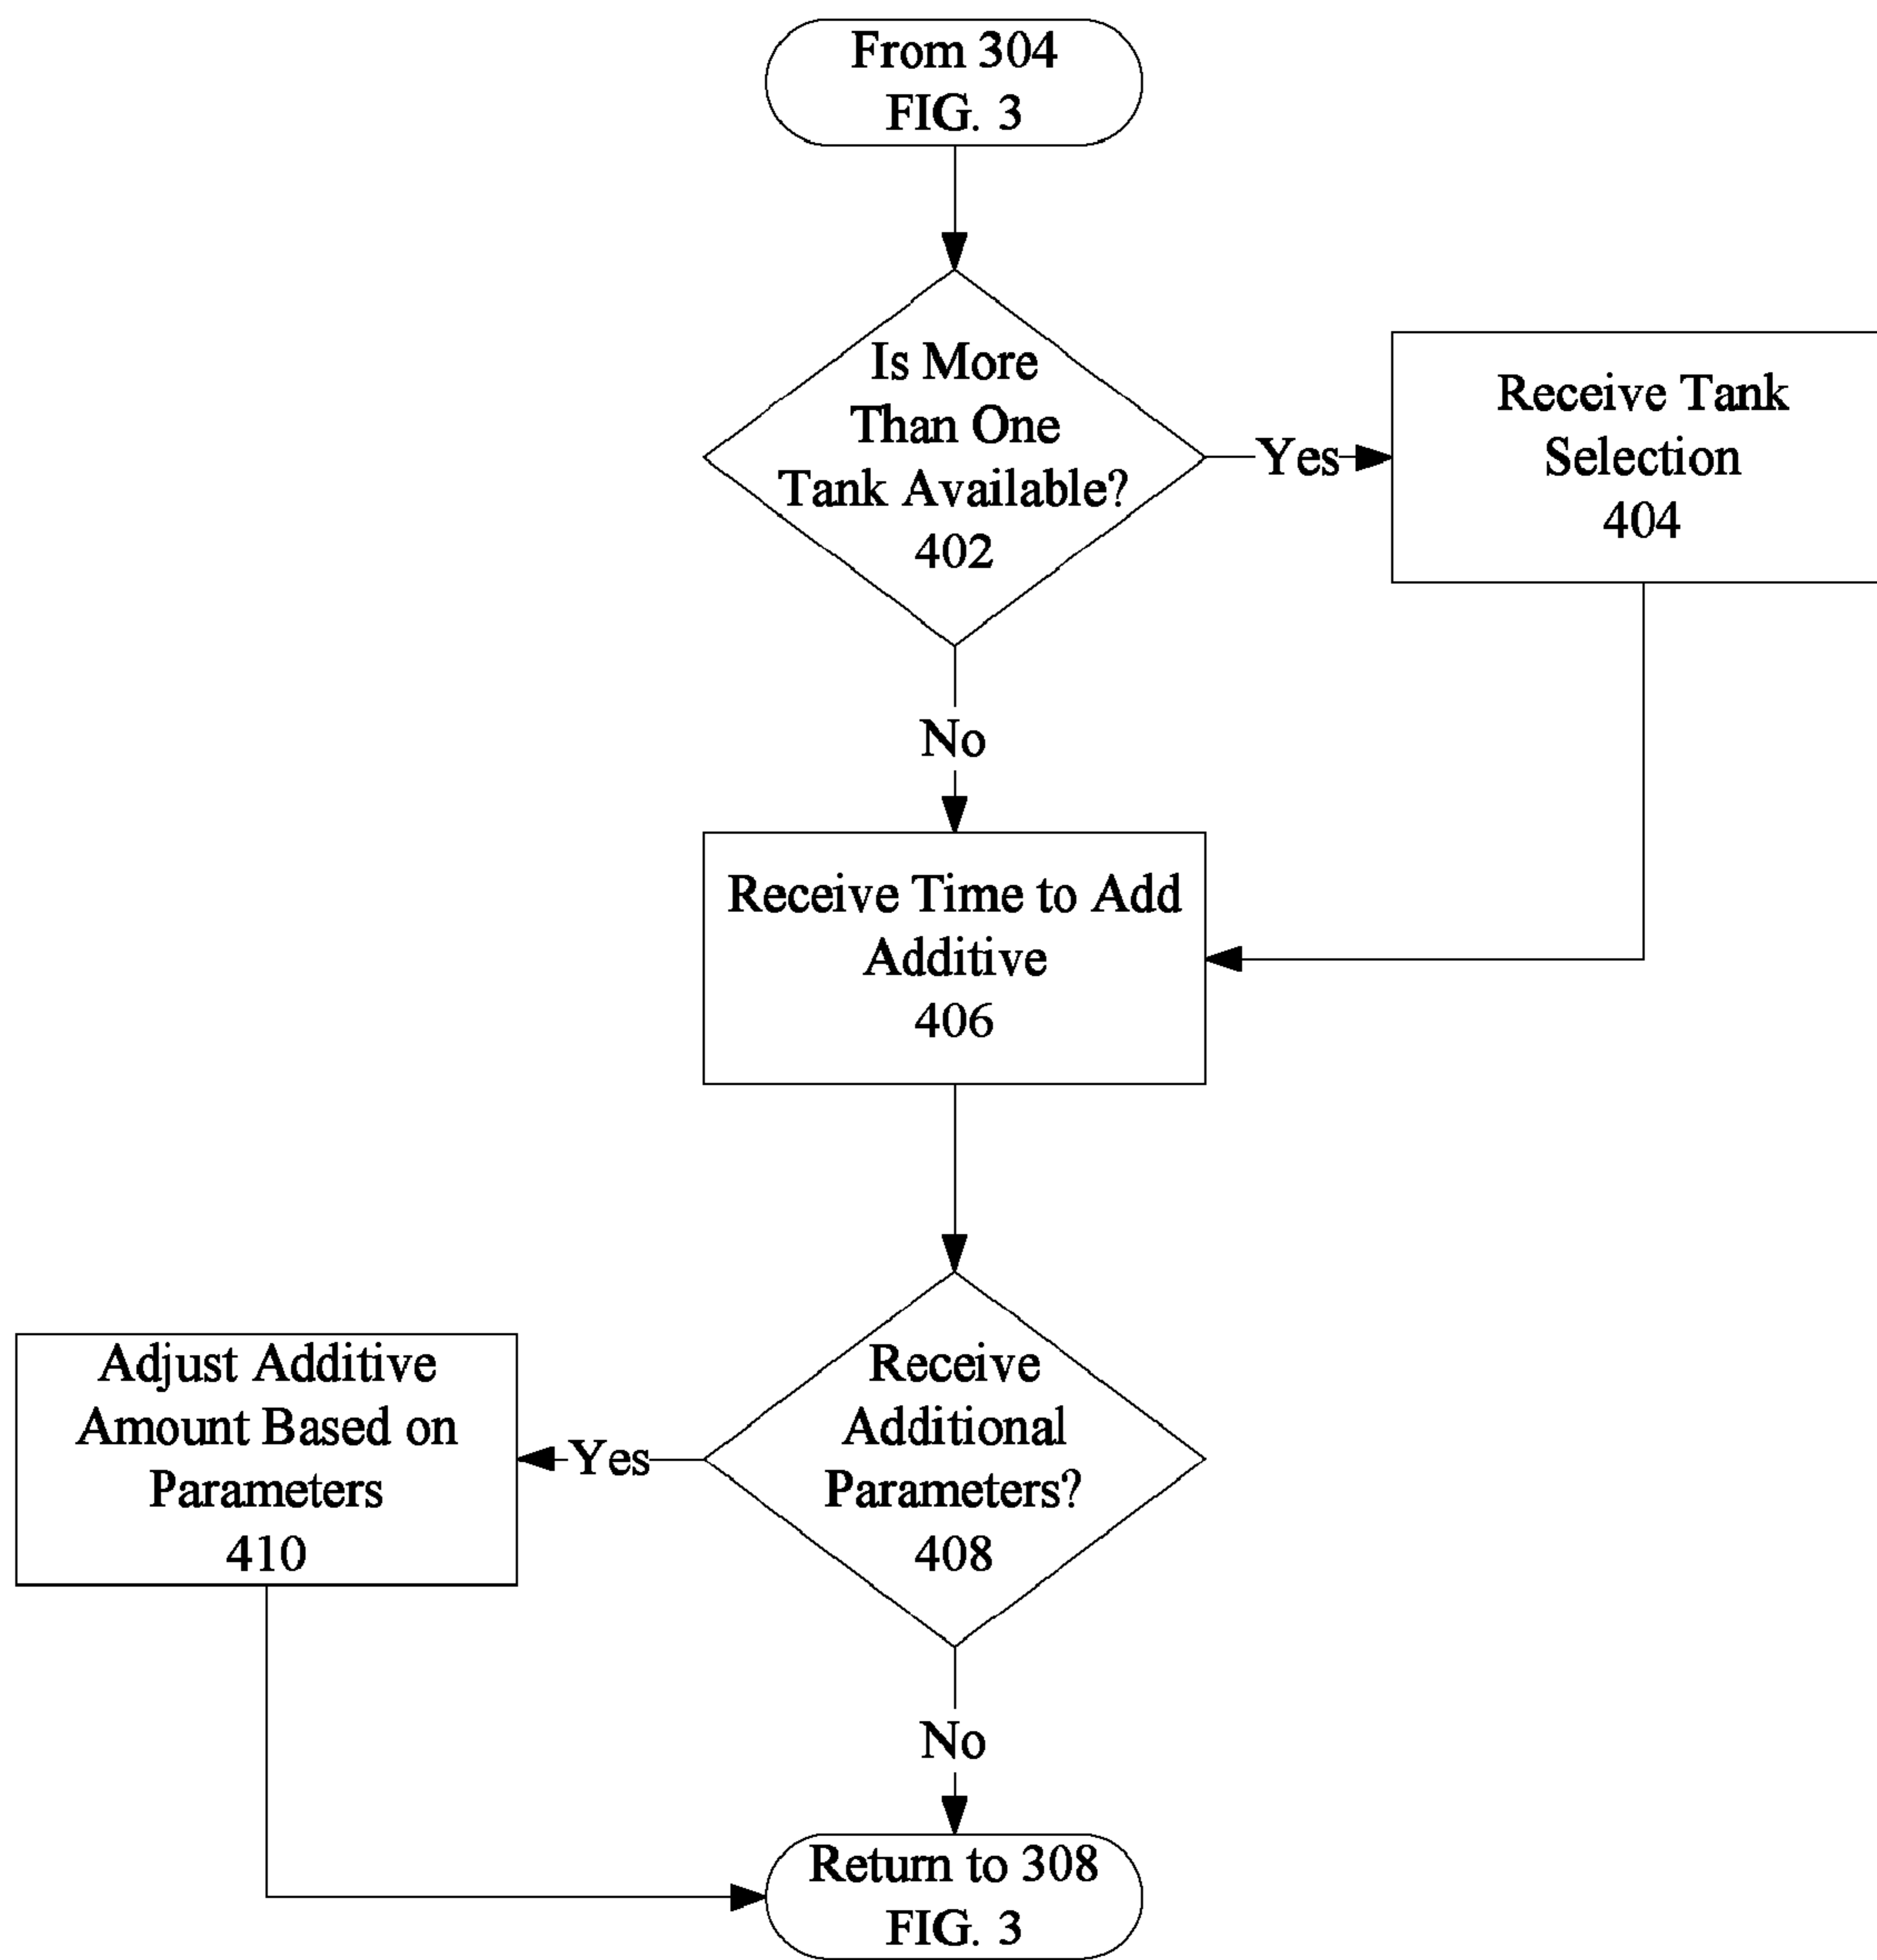 From 304
FIG. 3
Is More
Than One
Tank Available?
402
Yes
Receive Tank
Selection
404
No
Receive Time to Add
Additive
406
Receive
Additional
Parameters?
408
Yes
Adjust Additive
Amount Based on
Parameters
410
No
Return to 308
FIG. 3